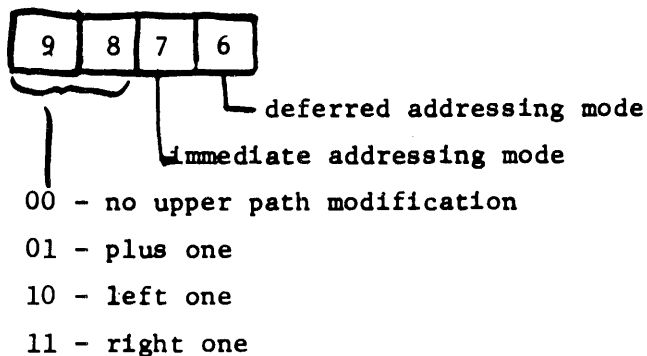 9 8 7 6
deferred addressing mode
immediate addressing mode
00 - no upper path modification
01 - plus one
10 - left one
11 - right one